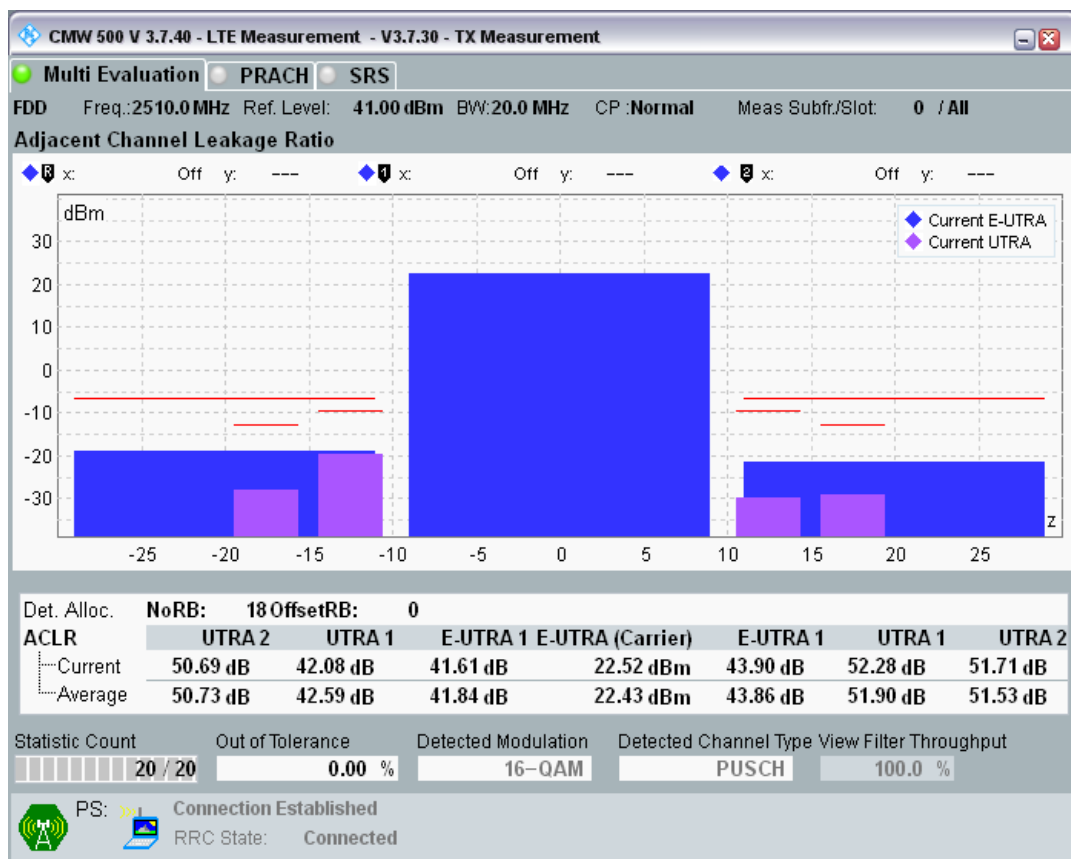 CMW 500 V 3.7.40 - LTE Measurement - V3.7.30 - TX Measurement
Multi Evaluation PRACH SRS
FDD Freq.:2510.0 MHz Ref. Level: 41.00 dBm BW:20.0 MHz CP :Normal Meas Subfr./Slot: 0 / All
Adjacent Channel Leakage Ratio
R x: Off y: --- 1 x: Off y: --- 2 x: Off y: ---
dBm
Current E-UTRA
Current UTRA
30
20
10
0
-10
-20
-30
z
-25 -20 -15 -10 -5 0 5 10 15 20 25
Det. Alloc. NoRB: 18 OffsetRB: 0
ACLR UTRA 2 UTRA 1 E-UTRA 1 E-UTRA (Carrier) E-UTRA 1 UTRA 1 UTRA 2
Current 50.69 dB 42.08 dB 41.61 dB 22.52 dBm 43.90 dB 52.28 dB 51.71 dB
Average 50.73 dB 42.59 dB 41.84 dB 22.43 dBm 43.86 dB 51.90 dB 51.53 dB
Statistic Count Out of Tolerance Detected Modulation Detected Channel Type View Filter Throughput
20 / 20 0.00 % 16-QAM PUSCH 100.0 %
PS: Connection Established
RRC State: Connected